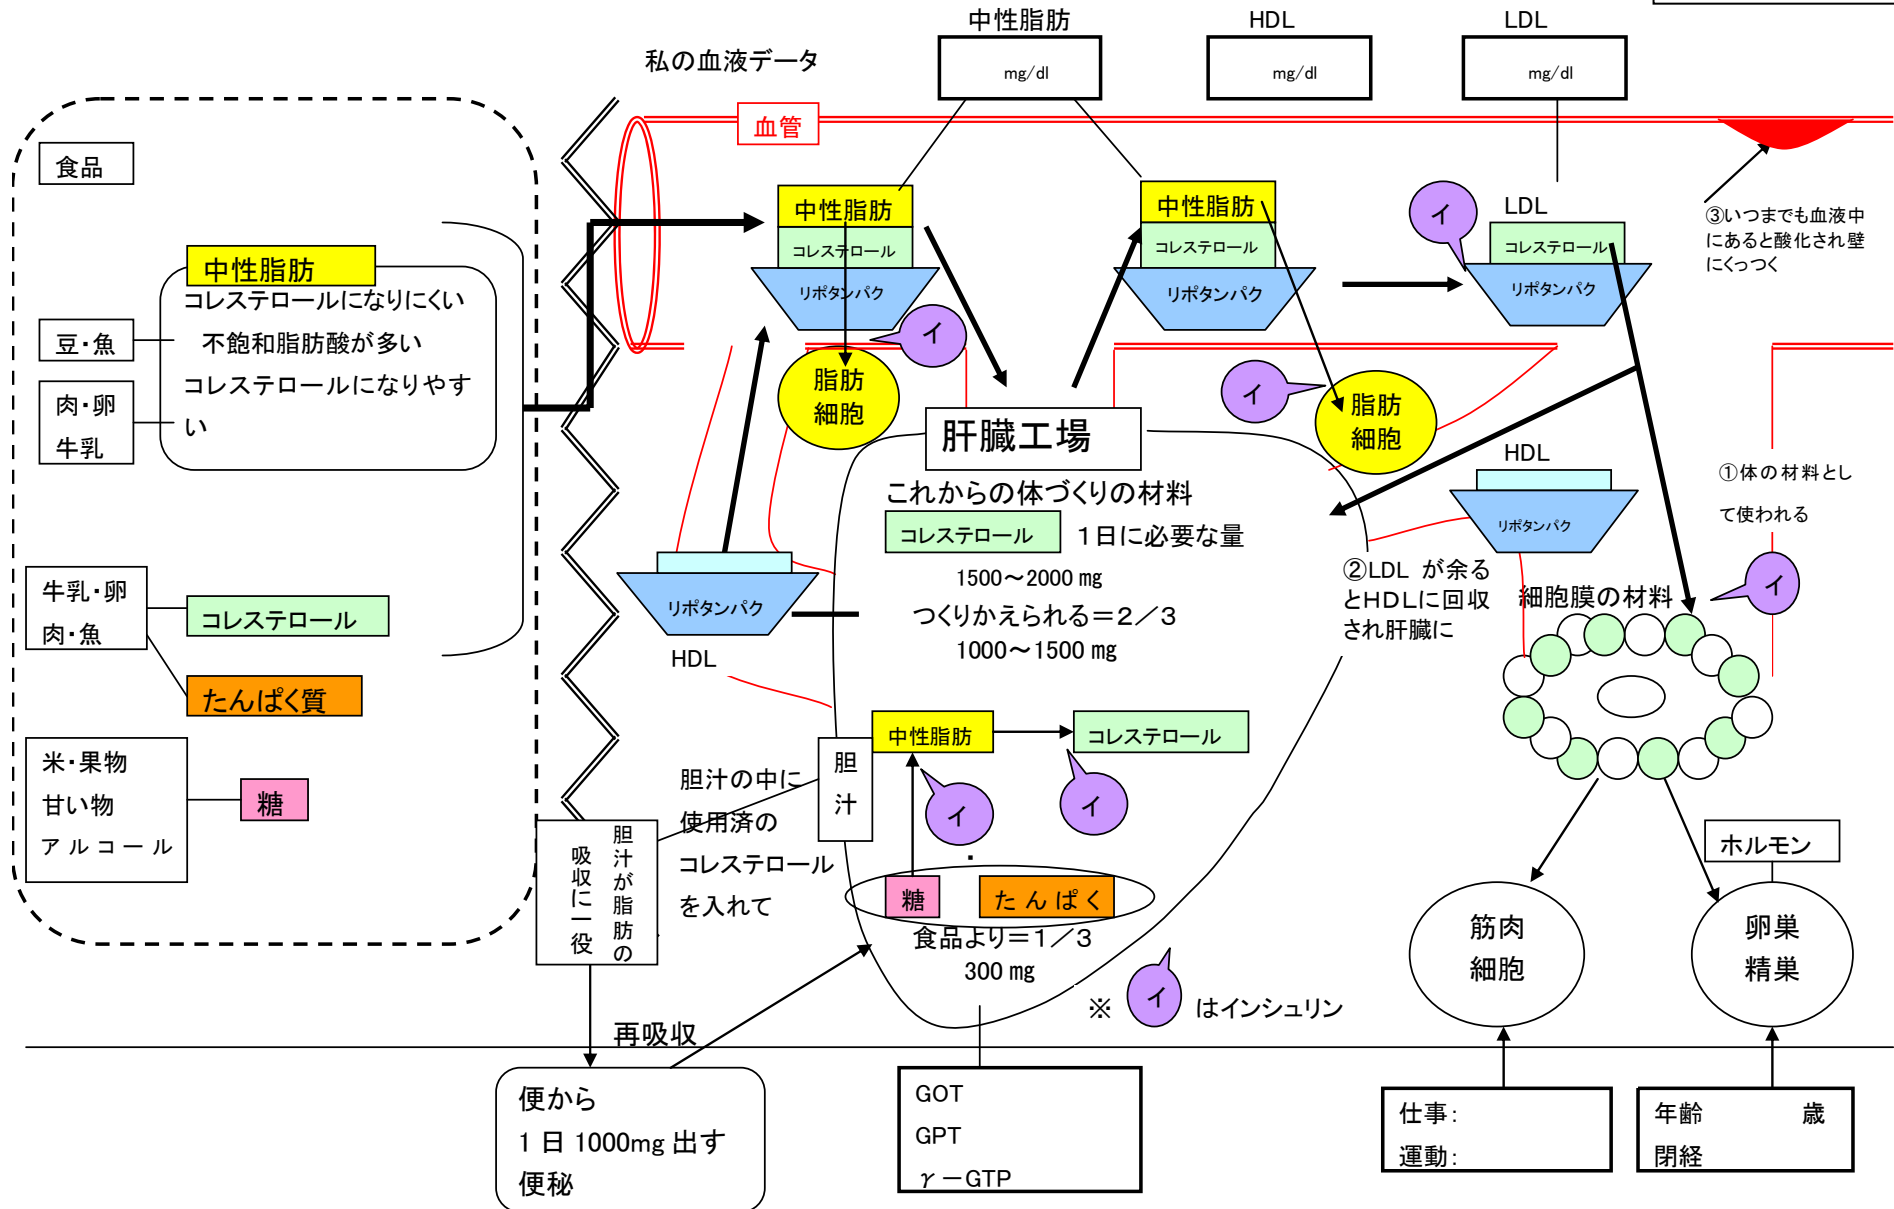 中性脂肪
HDL
LDL
私の血液データ
mg/dl
mg/dl
mg/dl
血管
食品
中性脂肪
コレステロールになりにくい
不飽和脂肪酸が多い
コレステロールになりやす
い
豆・魚
肉・卵
牛乳
牛乳・卵
肉・魚
コレステロール
たんぱく質
米・果物
甘い物
アルコール
糖
中性脂肪
コレステロール
リポタンパク
イ
脂肪
細胞
中性脂肪
コレステロール
リポタンパク
イ
脂肪
細胞
イ
LDL
コレステロール
リポタンパク
③いつまでも血液中
にあると酸化され壁
にくっつく
肝臓工場
これからの体づくりの材料
コレステロール
1日に必要な量
1500～2000 mg
つくりかえられる＝2／3
1000～1500 mg
リポタンパク
HDL
HDL
リポタンパク
①体の材料とし
て使われる
②LDL が余る
とHDLに回収
され肝臓に
細胞膜の材料
イ
中性脂肪
コレステロール
胆
汁
イ
イ
胆汁の中に
使用済の
コレステロール
を入れて
胆汁が脂肪の
吸収に一役
糖
たんぱく
食品より＝1／3
300 mg
※
イ
はインシュリン
ホルモン
筋肉
細胞
卵巣
精巣
再吸収
便から
1 日 1000mg 出す
便秘
GOT
GPT
γ－GTP
仕事：
運動：
年齢 歳
閉経